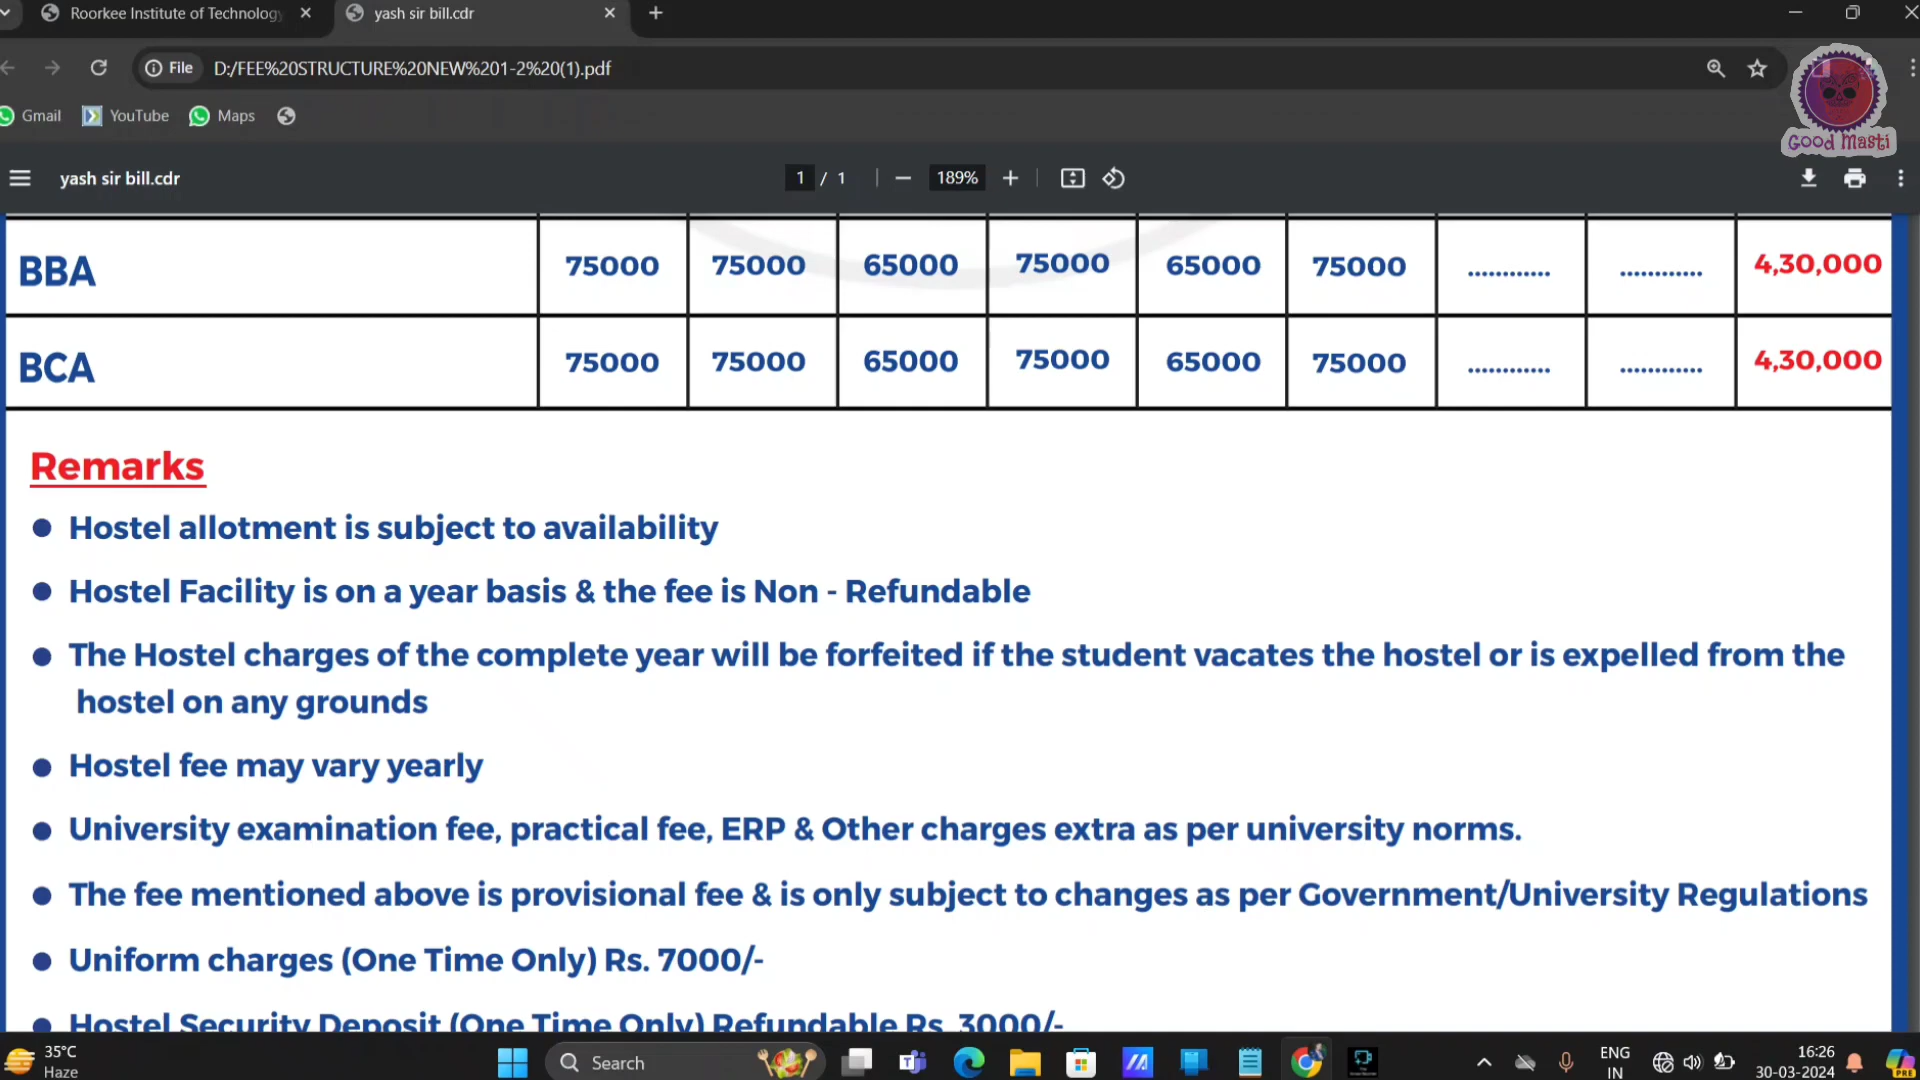 Roorkee Institute of Technology
yash sir bill.cdr
File D:/FEE%20STRUCTURE%20NEW%201-2%20(1).pdf
Gmail YouTube Maps
Good Masti
yash sir bill.cdr 1 / 1 189%
BBA 75000 75000 65000 75000 65000 75000 ............ ............ 4,30,000
BCA 75000 75000 65000 75000 65000 75000 ............ ............ 4,30,000
Remarks
● Hostel allotment is subject to availability
● Hostel Facility is on a year basis & the fee is Non - Refundable
● The Hostel charges of the complete year will be forfeited if the student vacates the hostel or is expelled from the
hostel on any grounds
● Hostel fee may vary yearly
● University examination fee, practical fee, ERP & Other charges extra as per university norms.
● The fee mentioned above is provisional fee & is only subject to changes as per Government/University Regulations
● Uniform charges (One Time Only) Rs. 7000/-
● Hostel Security Deposit (One Time Only) Refundable Rs. 3000/-
35°C
Haze
Search
ENG
IN
16:26
30-03-2024
PRE